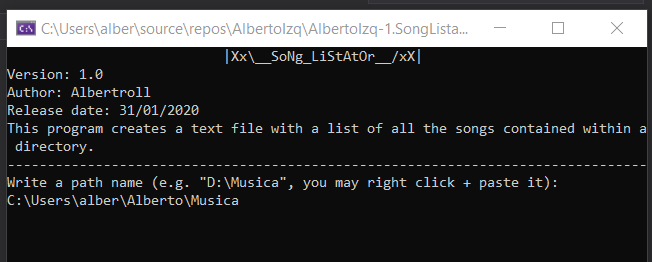 C:\Users\alber\source\repos\AlbertoIzq\AlbertoIzq-1.SongLista...
|Xx\__SoNg_LiStAtOr__/xX|
Version: 1.0
Author: Albertroll
Release date: 31/01/2020
This program creates a text file with a list of all the songs contained within a
directory.
--------------------------------------------------------------------------------
Write a path name (e.g. "D:\Musica", you may right click + paste it):
C:\Users\alber\Alberto\Musica